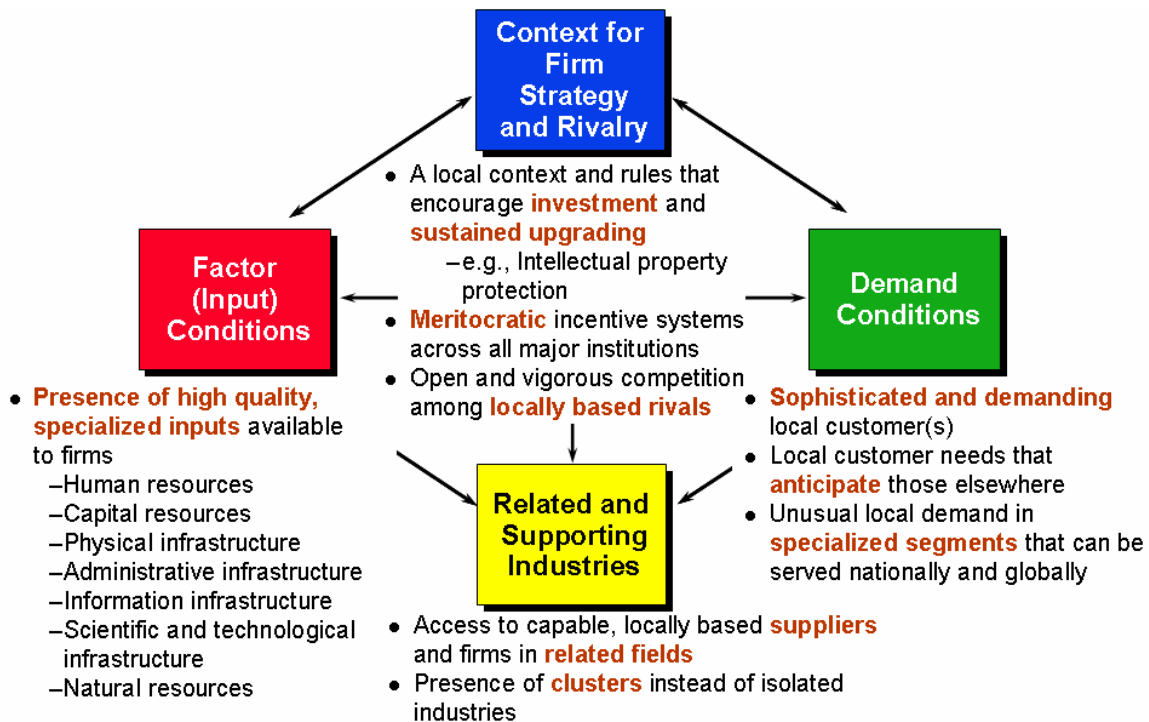 Context for
Firm
Strategy
and Rivalry
● A local context and rules that
encourage investment and
sustained upgrading
–e.g., Intellectual property
protection
● Meritocratic incentive systems
across all major institutions
● Open and vigorous competition
among locally based rivals
Factor
(Input)
Conditions
● Presence of high quality,
specialized inputs available
to firms
–Human resources
–Capital resources
–Physical infrastructure
–Administrative infrastructure
–Information infrastructure
–Scientific and technological
infrastructure
–Natural resources
Demand
Conditions
● Sophisticated and demanding
local customer(s)
● Local customer needs that
anticipate those elsewhere
● Unusual local demand in
specialized segments that can be
served nationally and globally
Related and
Supporting
Industries
● Access to capable, locally based suppliers
and firms in related fields
● Presence of clusters instead of isolated
industries